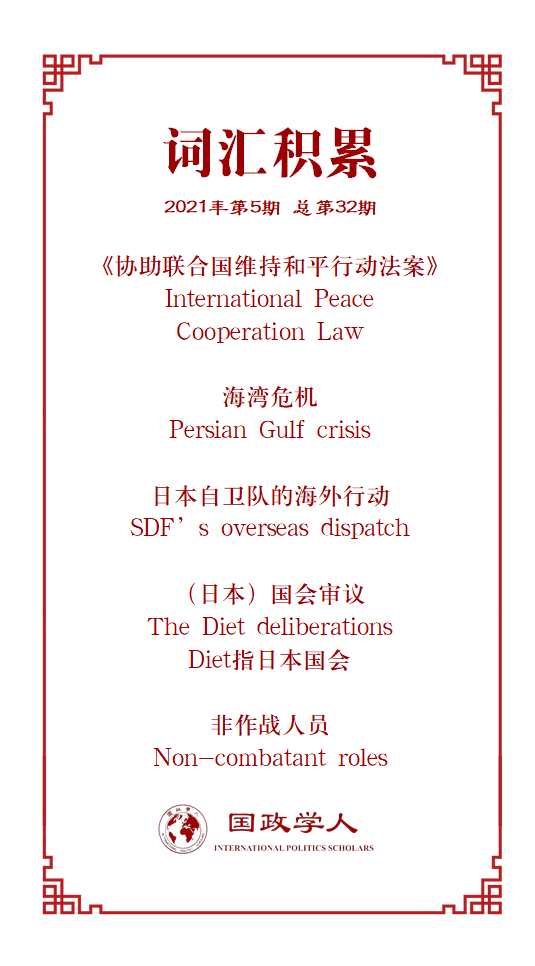 词汇积累
2021年第5期 总第32期
《协助联合国维持和平行动法案》
International Peace
Cooperation Law
海湾危机
Persian Gulf crisis
日本自卫队的海外行动
SDF’s overseas dispatch
（日本）国会审议
The Diet deliberations
Diet指日本国会
非作战人员
Non-combatant roles
国政学人
国政学人
INTERNATIONAL POLITICS SCHOLARS